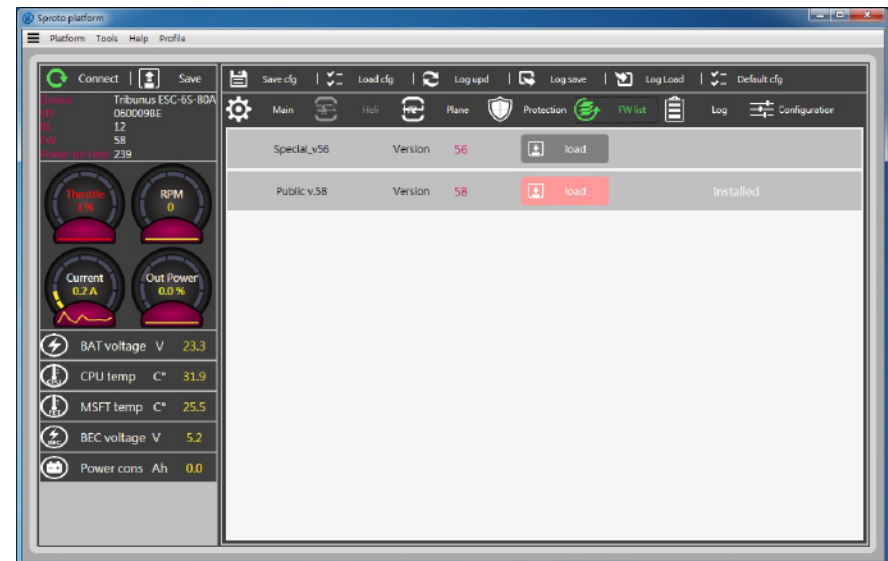 Sproto platform
Platform Tools Help Profile
Connect | Save
Save cfg | Load cfg | Log upd | Log save | Log Load | Default cfg
Device Tribunus ESC-6S-80A
SN 0600098E
12
FW 58
Power on time 239
Main Heli Plane Protection FW list Log Configuration
Special_v56 Version 56 load
Public v.58 Version 58 load Installed
Throttle
1 %
RPM
0
Current
0.2 A
Out Power
0.0 %
BAT voltage V 23.3
CPU temp C° 31.9
MSFT temp C° 25.5
BEC voltage V 5.2
Power cons Ah 0.0